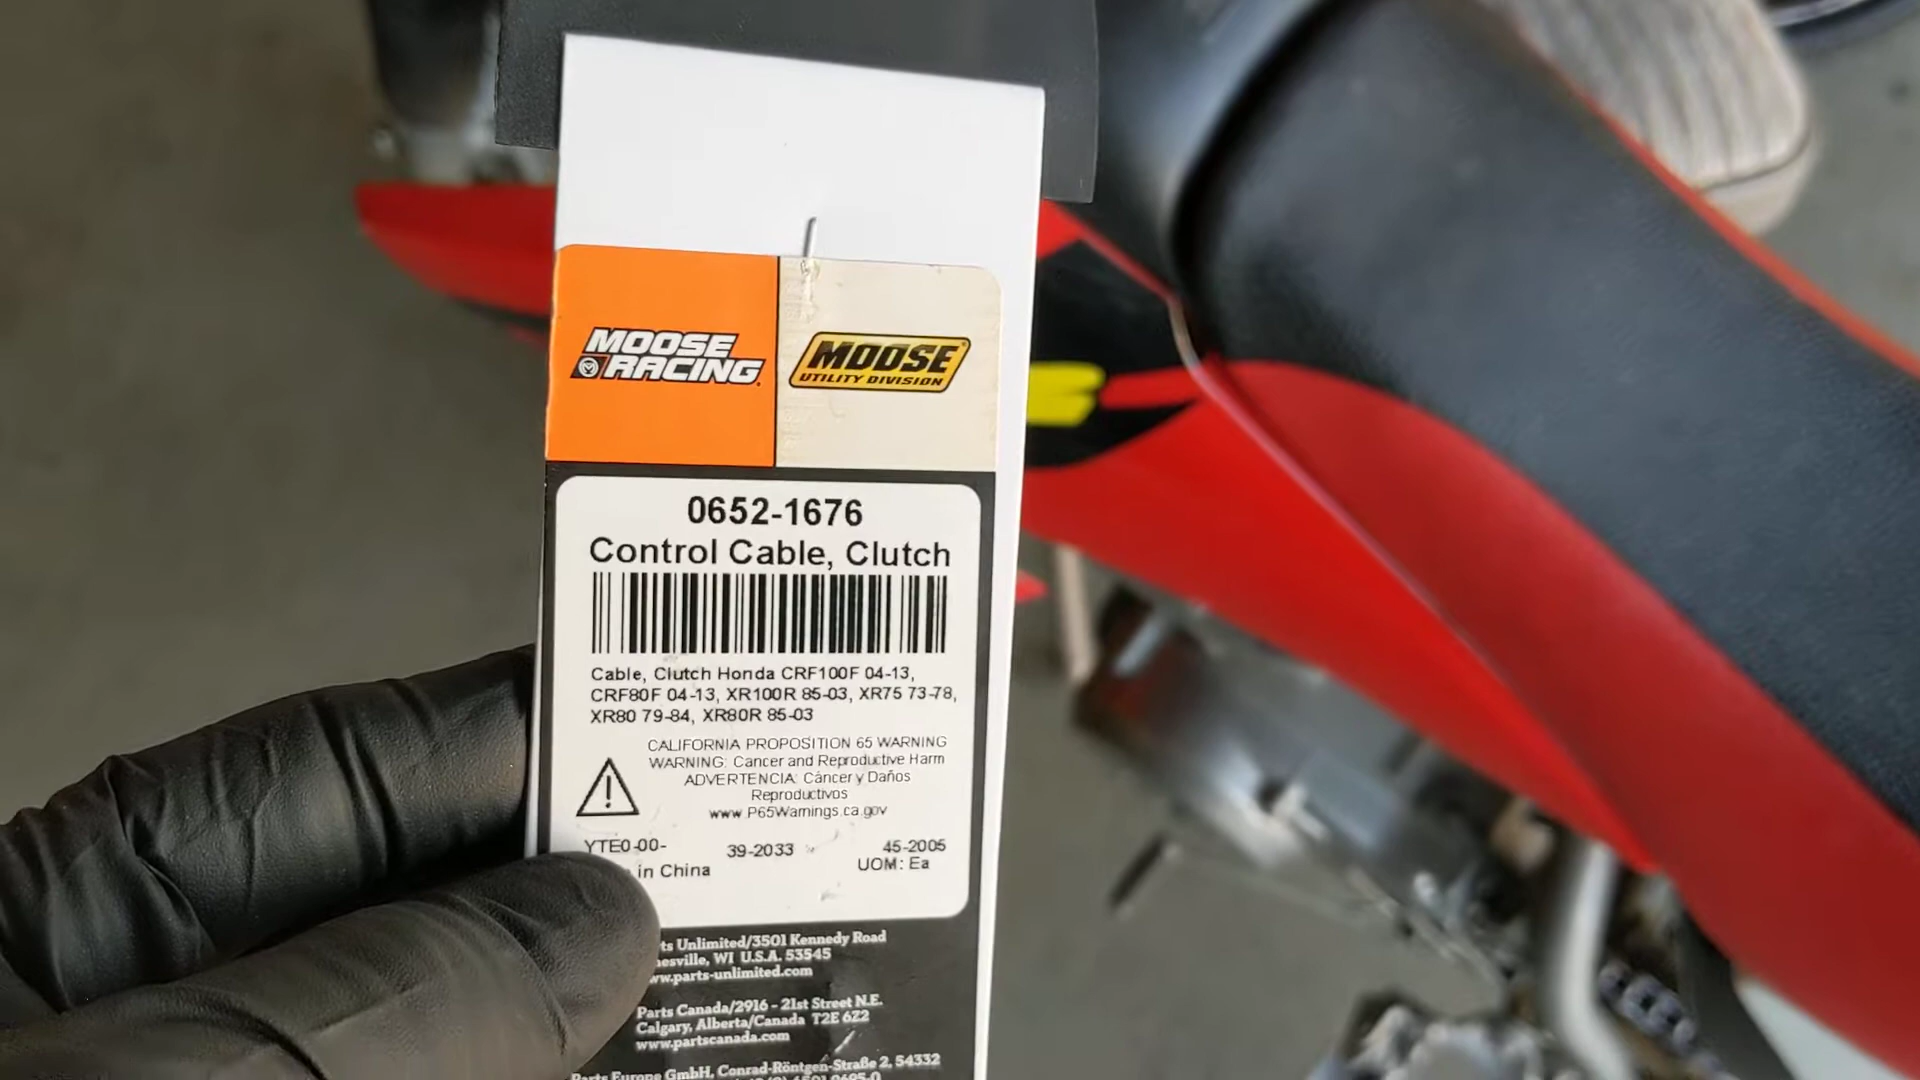 MOOSE
RACING
MOOSE
UTILITY DIVISION
0652-1676
Control Cable, Clutch
Cable, Clutch Honda CRF100F 04-13,
CRF80F 04-13, XR100R 85-03, XR75 73-78,
XR80 79-84, XR80R 85-03
CALIFORNIA PROPOSITION 65 WARNING
WARNING: Cancer and Reproductive Harm
ADVERTENCIA: Cáncer y Daños
Reproductivos
www.P65Warnings.ca.gov
YTE0-00- 39-2033 45-2005
in China UOM: Ea
ts Unlimited/3501 Kennedy Road
nesville, WI U.S.A. 53545
ww.parts-unlimited.com
Parts Canada/2916 - 21st Street N.E.
Calgary, Alberta/Canada T2E 6Z2
www.partscanada.com
Parts Europe GmbH, Conrad-Röntgen-Straße 2, 54332